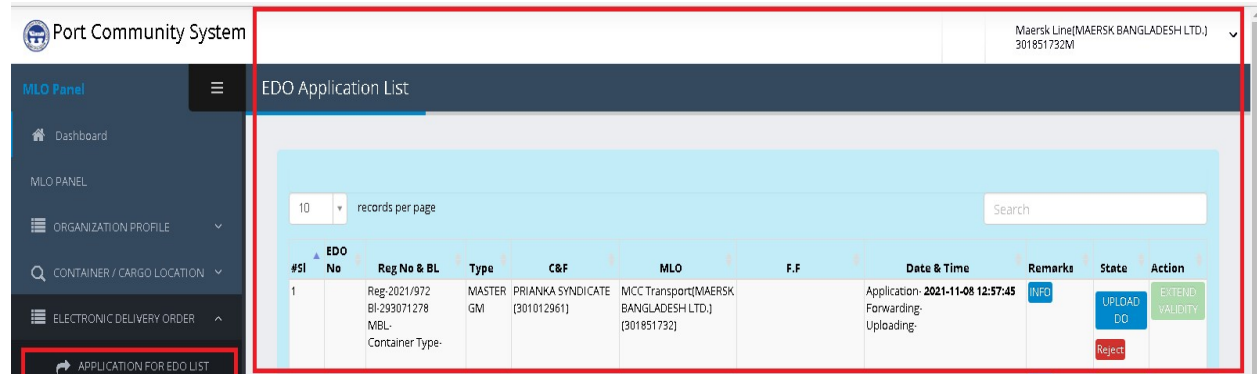 Port Community System
Maersk Line[MAERSK BANGLADESH LTD.]
301851732M
MLO Panel
EDO Application List
Dashboard
MLO PANEL
10 records per page
Search
ORGANIZATION PROFILE
CONTAINER / CARGO LOCATION
ELECTRONIC DELIVERY ORDER
APPLICATION FOR EDO LIST
#Sl EDO No Reg No & BL Type C&F MLO F.F Date & Time Remarks State Action
1 Reg-2021/972 MASTER PRIANKA SYNDICATE MCC Transport[MAERSK Application- 2021-11-08 12:57:45 INFO UPLOAD EXTEND
Bl-293071278 GM [301012961] BANGLADESH LTD.] Forwarding- DO VALIDITY
MBL- [301851732] Uploading-
Container Type- Reject